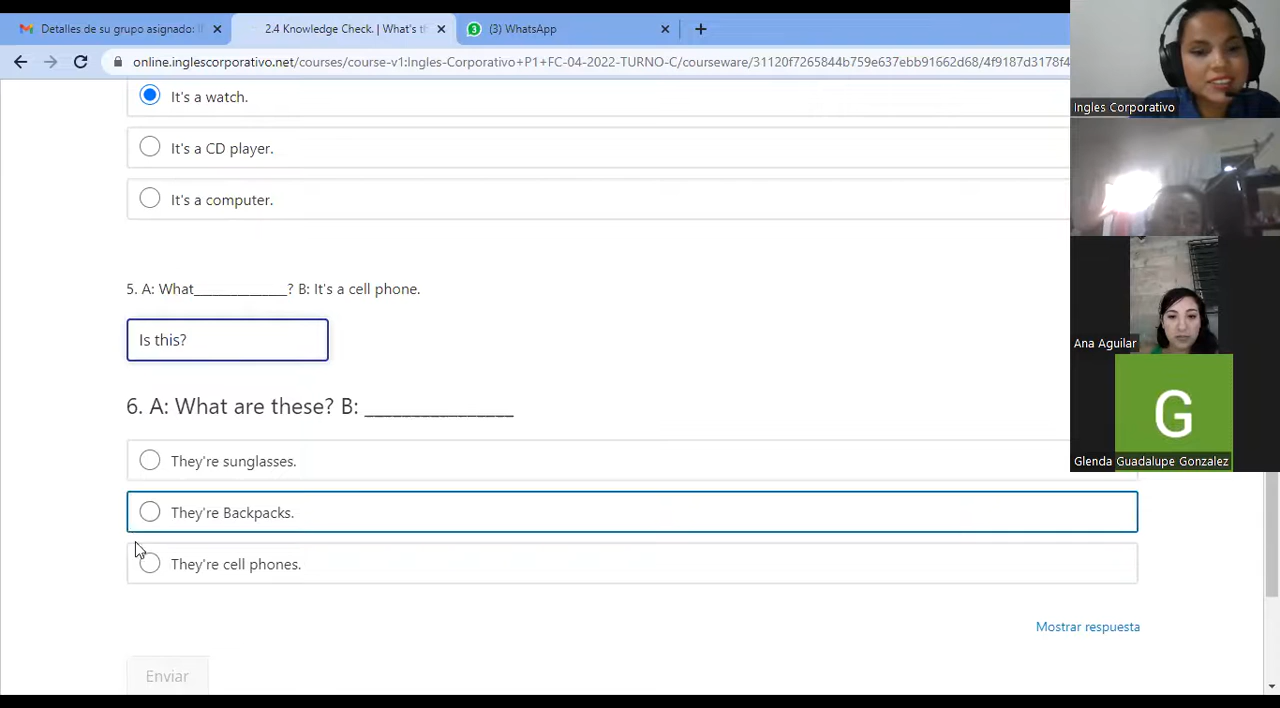 Detalles de su grupo asignado: I
2.4 Knowledge Check. | What's t
3 (3) WhatsApp
online.inglescorporativo.net/courses/course-v1:Ingles-Corporativo+P1+FC-04-2022-TURNO-C/courseware/31120f7265844b759e637ebb91662d68/4f9187d3178f4
It's a watch.
It's a CD player.
It's a computer.
5. A: What______________? B: It's a cell phone.
Is this?
6. A: What are these? B: ________________
They're sunglasses.
They're Backpacks.
They're cell phones.
Mostrar respuesta
Enviar
Ingles Corporativo
Ana Aguilar
G
Glenda Guadalupe Gonzalez